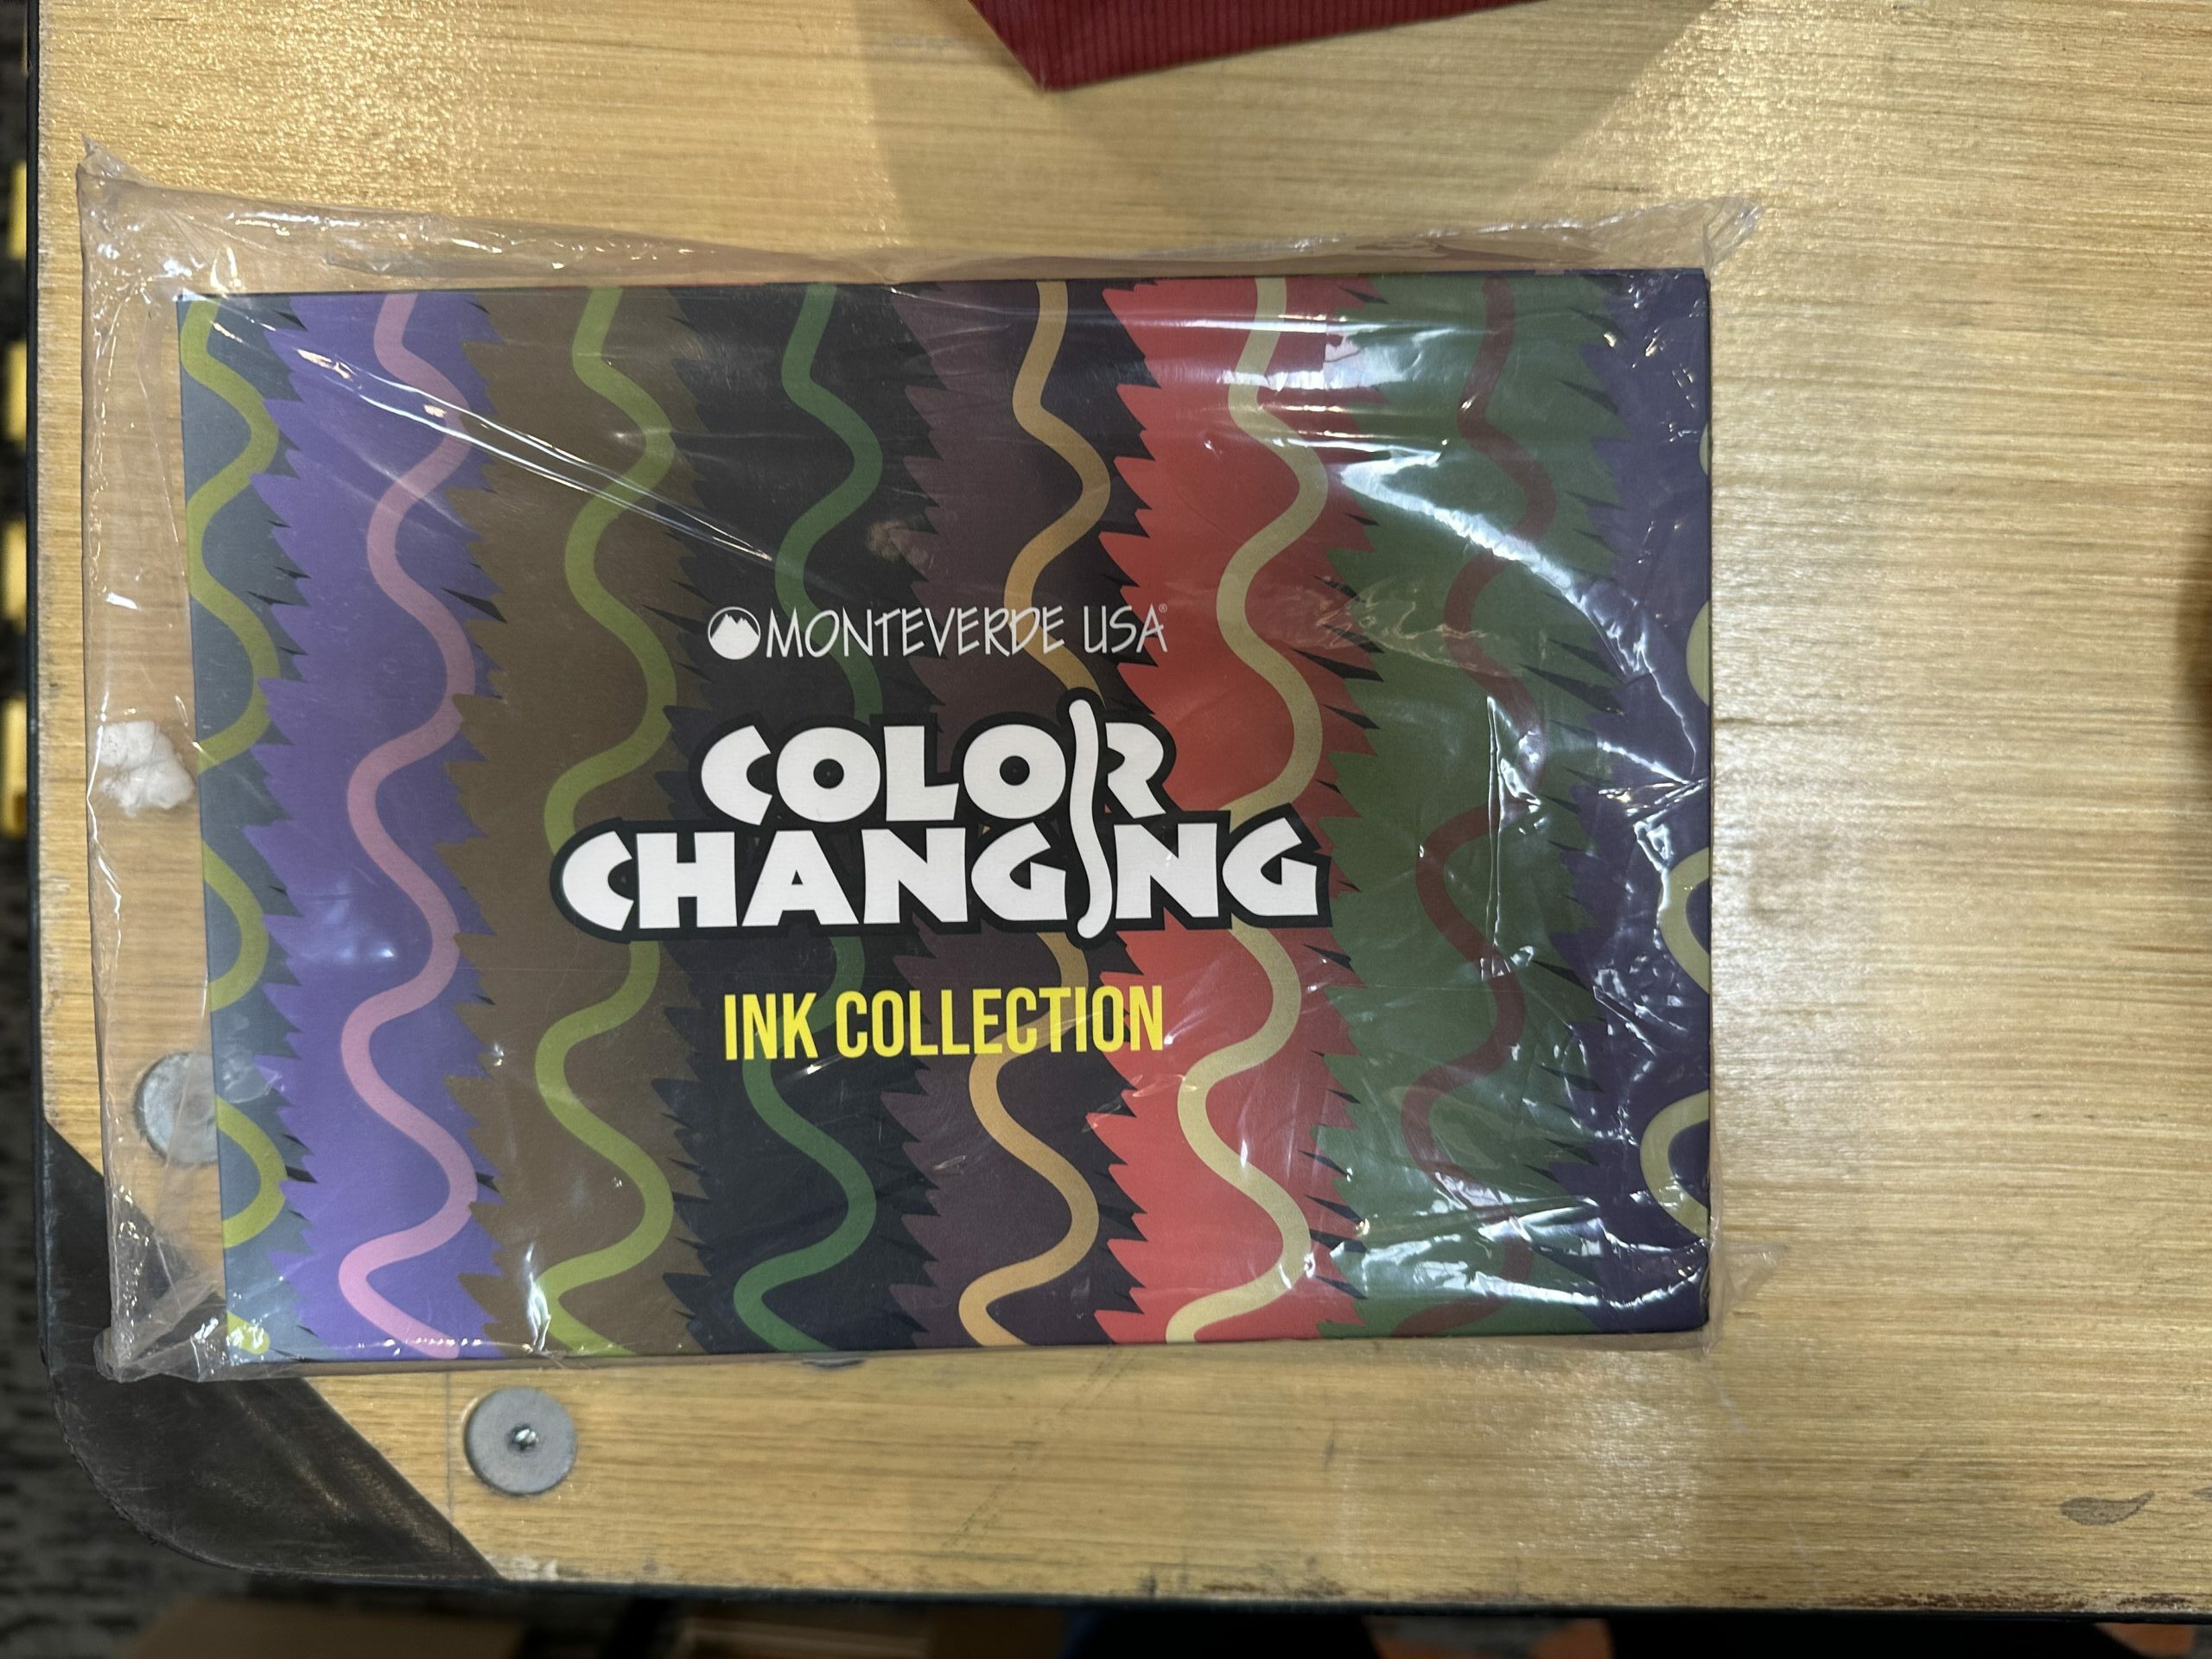 MONTEVERDE USA®
COLOR
CHANGING
INK COLLECTION